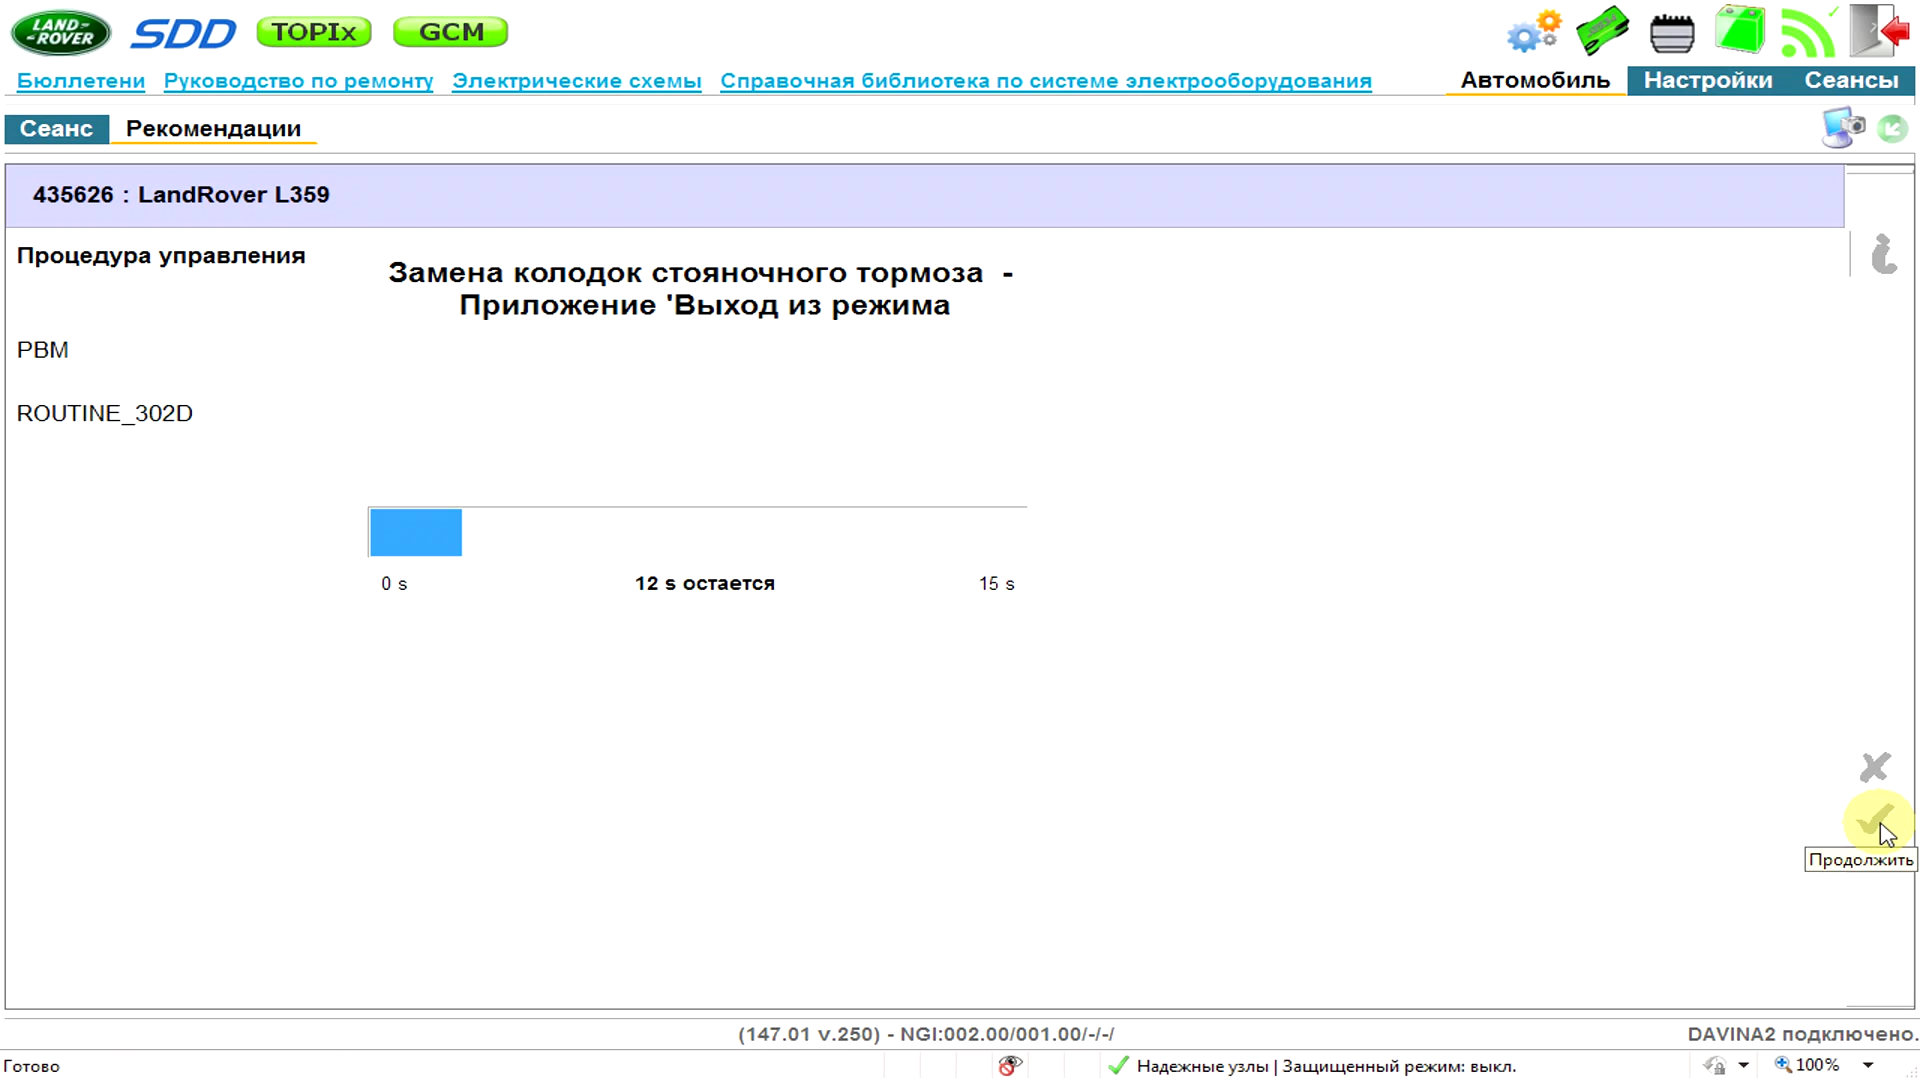 LAND-
-ROVER
SDD
TOPIx
GCM
Бюллетени Руководство по ремонту Электрические схемы Справочная библиотека по системе электрооборудования
Автомобиль Настройки Сеансы
Сеанс Рекомендации
435626 : LandRover L359
Процедура управления
Замена колодок стояночного тормоза -
Приложение 'Выход из режима
PBM
ROUTINE_302D
0 s 12 s остается 15 s
Продолжить
(147.01 v.250) - NGI:002.00/001.00/-/-/
DAVINA2 подключено.
Готово
Надежные узлы | Защищенный режим: выкл.
100%